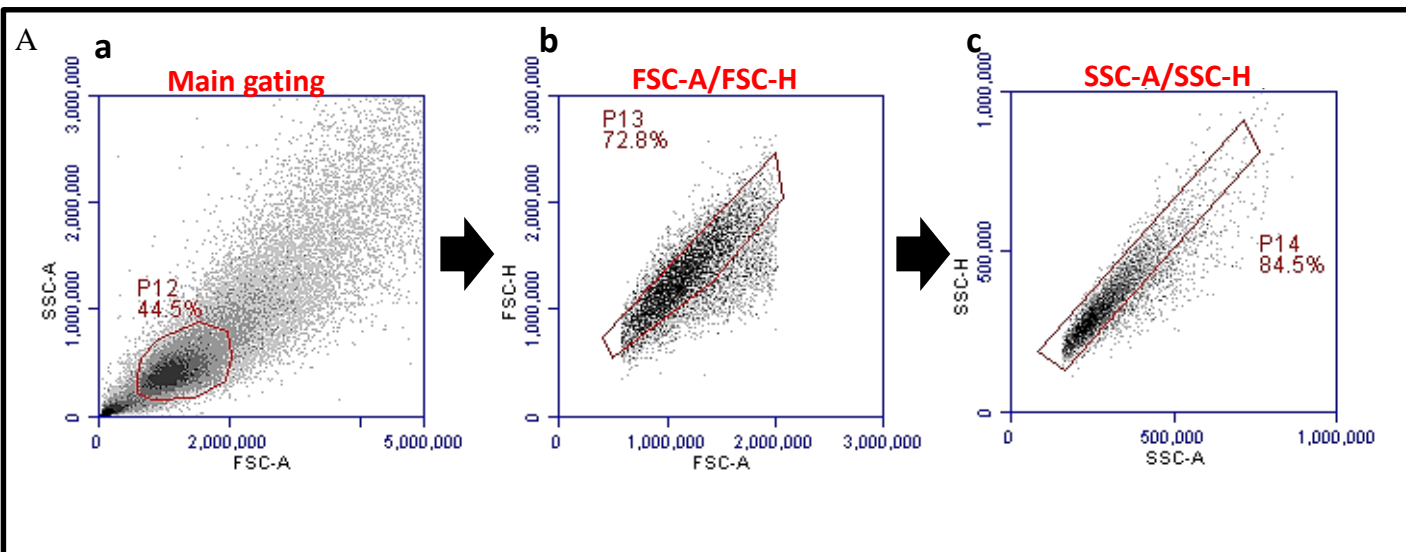 A
a
Main gating
3,000,000
2,000,000
1,000,000
0
SSC-A
P12
44.5%
0
2,000,000
5,000,000
FSC-A
b
FSC-A/FSC-H
3,000,000
2,000,000
1,000,000
0
FSC-H
P13
72.8%
0
1,000,000
2,000,000
3,000,000
FSC-A
c
SSC-A/SSC-H
1,000,000
500,000
0
SSC-H
P14
84.5%
0
500,000
1,000,000
SSC-A